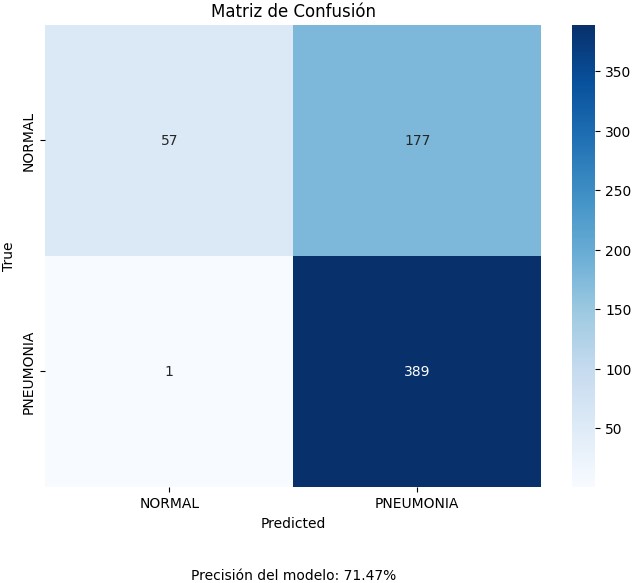 Matriz de Confusión
NORMAL
57
177
PNEUMONIA
1
389
True
NORMAL
PNEUMONIA
Predicted
350
300
250
200
150
100
50
Precisión del modelo: 71.47%